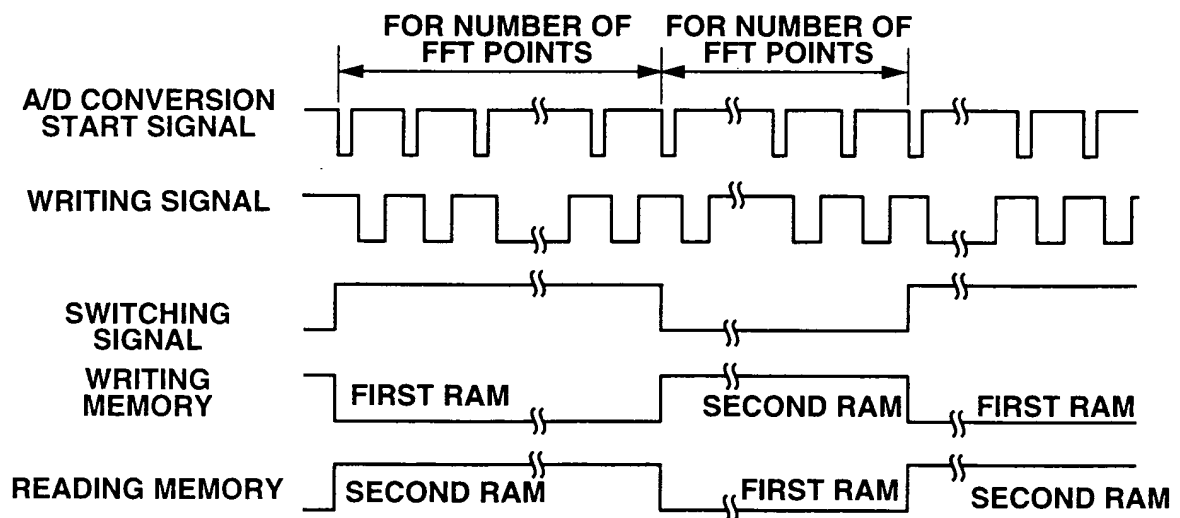 FOR NUMBER OF
FFT POINTS
FOR NUMBER OF
FFT POINTS
A/D CONVERSION
START SIGNAL
WRITING SIGNAL
SWITCHING
SIGNAL
WRITING
MEMORY
FIRST RAM
SECOND RAM
FIRST RAM
READING MEMORY
SECOND RAM
FIRST RAM
SECOND RAM